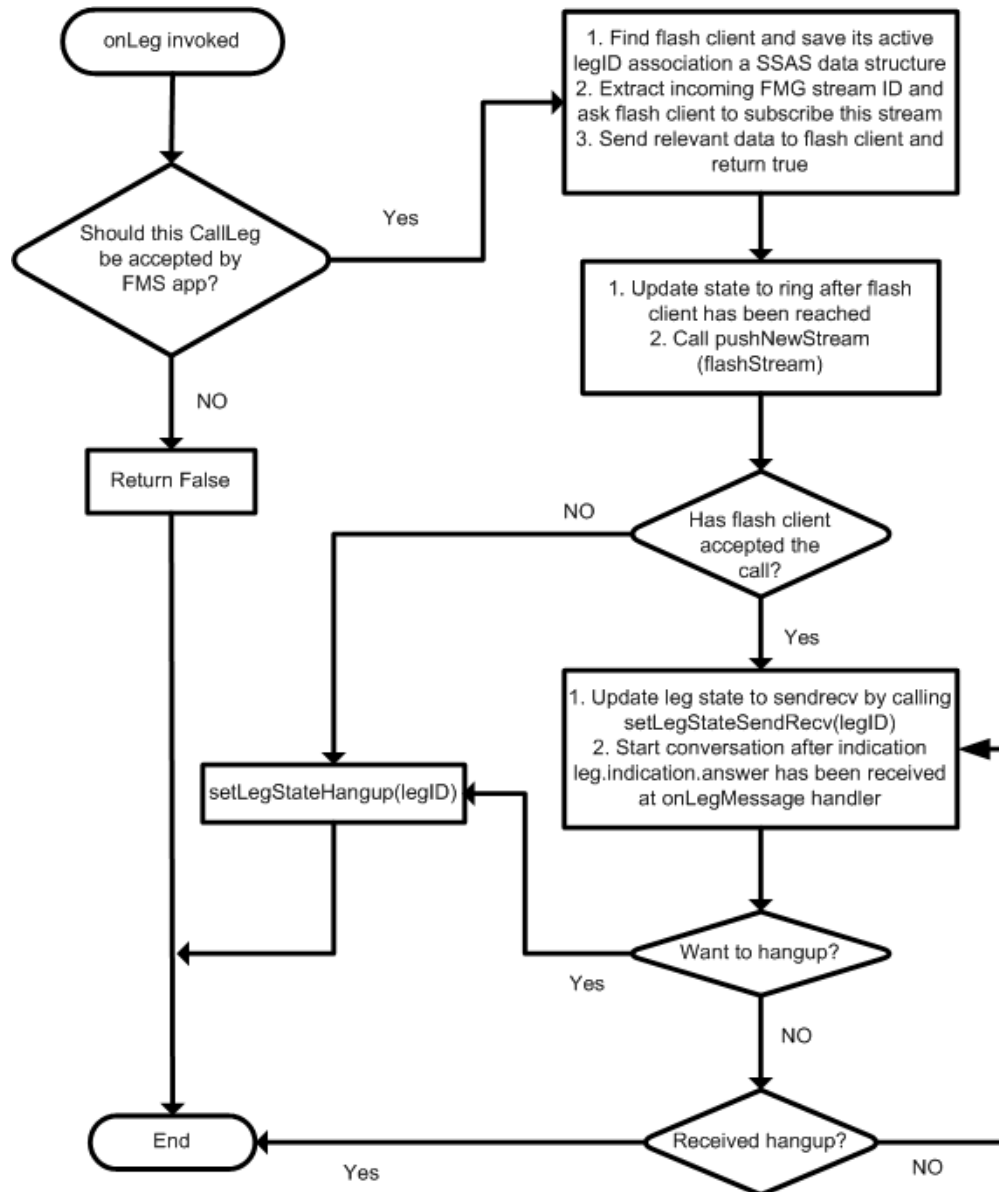 onLeg invoked
1. Find flash client and save its active
legID association a SSAS data structure
2. Extract incoming FMG stream ID and
ask flash client to subscribe this stream
3. Send relevant data to flash client and
return true
Should this CallLeg
be accepted by
FMS app?
Yes
1. Update state to ring after flash
client has been reached
2. Call pushNewStream
(flashStream)
NO
Return False
NO
Has flash client
accepted the
call?
Yes
1. Update leg state to sendrecv by calling
setLegStateSendRecv(legID)
2. Start conversation after indication
leg.indication.answer has been received
at onLegMessage handler
setLegStateHangup(legID)
Want to hangup?
Yes
NO
End
Received hangup?
Yes
NO